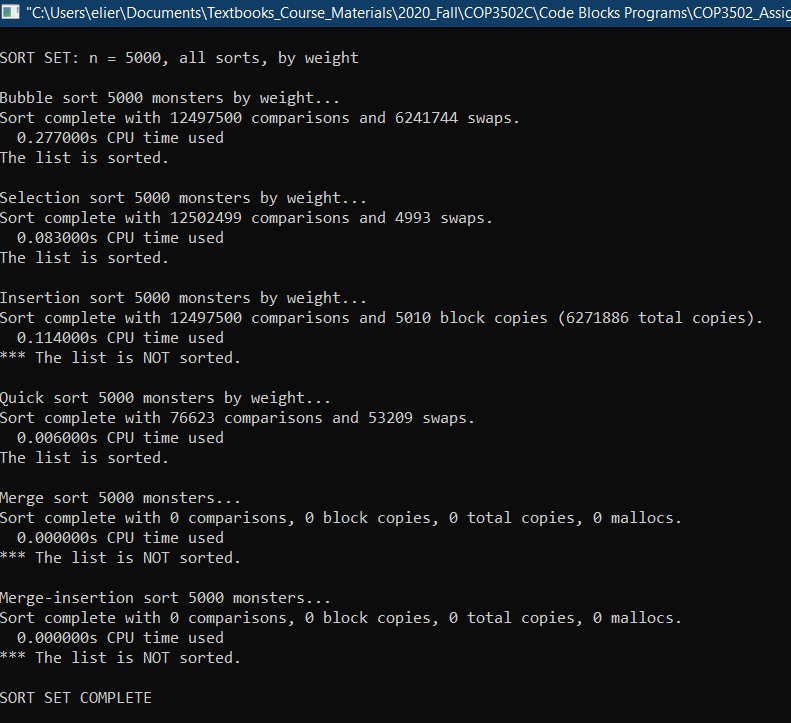 "C:\Users\elier\Documents\Textbooks_Course_Materials\2020_Fall\COP3502C\Code Blocks Programs\COP3502_Assig
SORT SET: n = 5000, all sorts, by weight
Bubble sort 5000 monsters by weight...
Sort complete with 12497500 comparisons and 6241744 swaps.
  0.277000s CPU time used
The list is sorted.
Selection sort 5000 monsters by weight...
Sort complete with 12502499 comparisons and 4993 swaps.
  0.083000s CPU time used
The list is sorted.
Insertion sort 5000 monsters by weight...
Sort complete with 12497500 comparisons and 5010 block copies (6271886 total copies).
  0.114000s CPU time used
*** The list is NOT sorted.
Quick sort 5000 monsters by weight...
Sort complete with 76623 comparisons and 53209 swaps.
  0.006000s CPU time used
The list is sorted.
Merge sort 5000 monsters...
Sort complete with 0 comparisons, 0 block copies, 0 total copies, 0 mallocs.
  0.000000s CPU time used
*** The list is NOT sorted.
Merge-insertion sort 5000 monsters...
Sort complete with 0 comparisons, 0 block copies, 0 total copies, 0 mallocs.
  0.000000s CPU time used
*** The list is NOT sorted.
SORT SET COMPLETE